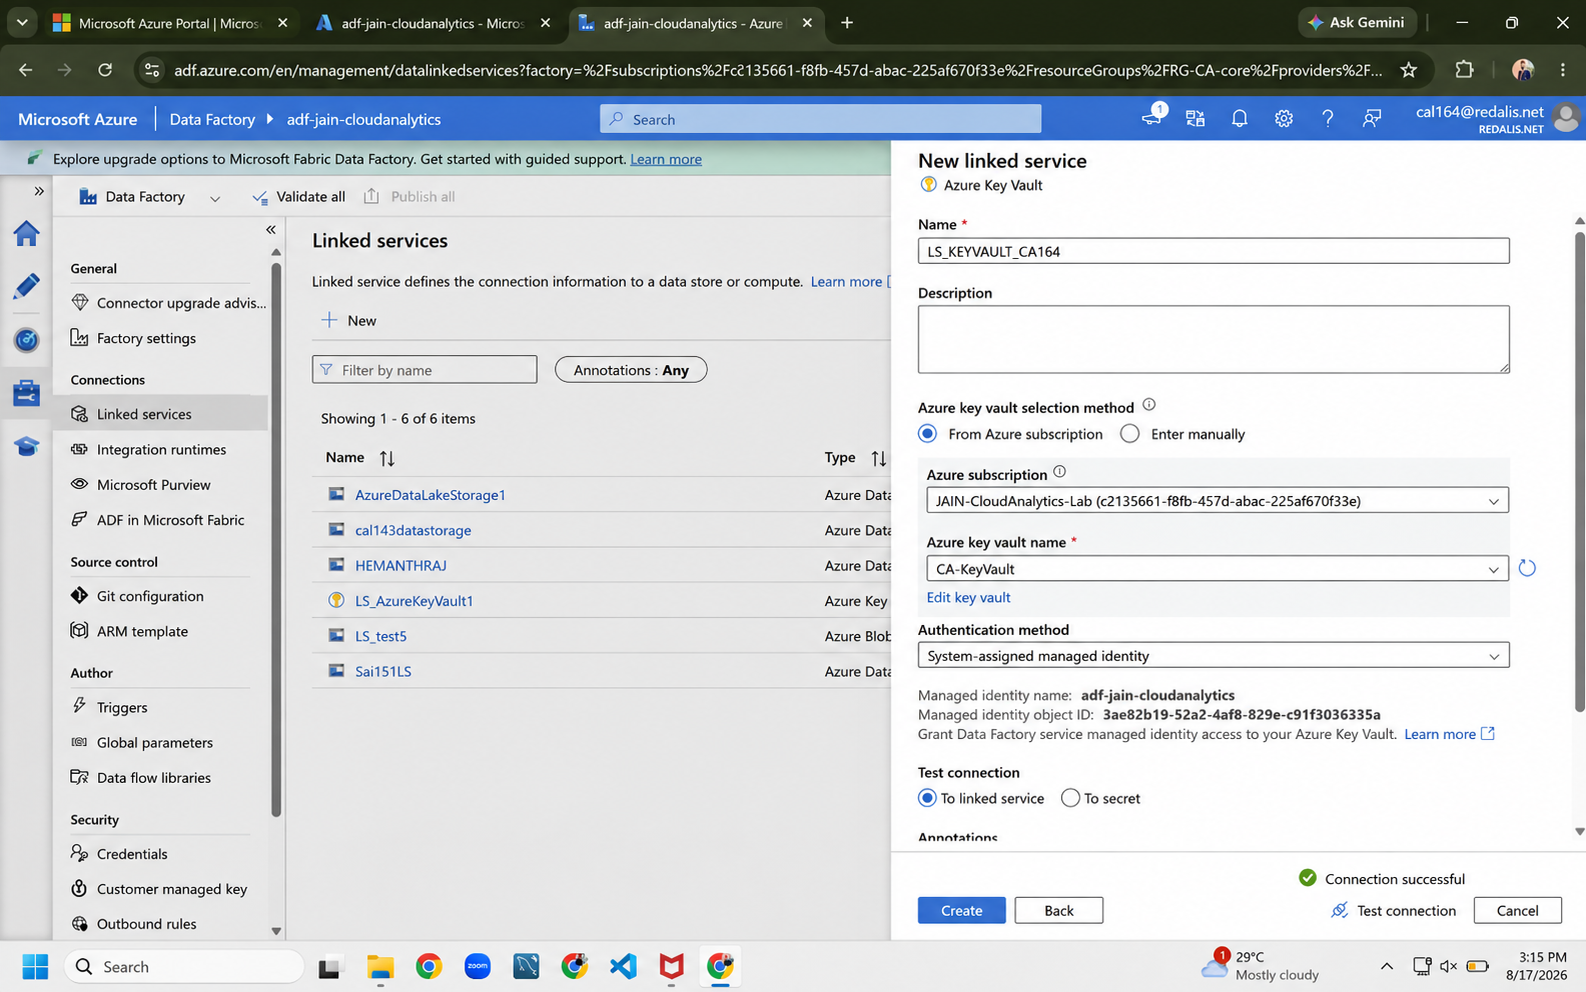 Microsoft Azure Portal | Micros
adf-jain-cloudanalytics - Micros
adf-jain-cloudanalytics - Azure
Ask Gemini
adf.azure.com/en/management/datalinkedservices?factory=%2Fsubscriptions%2Fc2135661-f8fb-457d-abac-225af670f33e%2FresourceGroups%2FRG-CA-core%2Fproviders%2F...
Microsoft Azure
Data Factory
adf-jain-cloudanalytics
Search
1
cal164@redalis.net
REDALIS.NET
Explore upgrade options to Microsoft Fabric Data Factory. Get started with guided support. Learn more
Data Factory
Validate all
Publish all
General
Connector upgrade advis...
Factory settings
Connections
Linked services
Integration runtimes
Microsoft Purview
ADF in Microsoft Fabric
Source control
Git configuration
ARM template
Author
Triggers
Global parameters
Data flow libraries
Security
Credentials
Customer managed key
Outbound rules
Linked services
Linked service defines the connection information to a data store or compute. Learn more
New
Filter by name
Annotations : Any
Showing 1 - 6 of 6 items
Name Type
AzureDataLakeStorage1 Azure Data
cal143datastorage Azure Data
HEMANTHRAJ Azure Data
LS_AzureKeyVault1 Azure Key
LS_test5 Azure Blob
Sai151LS Azure Data
New linked service
Azure Key Vault
Name *
LS_KEYVAULT_CA164
Description
Azure key vault selection method
From Azure subscription Enter manually
Azure subscription
JAIN-CloudAnalytics-Lab (c2135661-f8fb-457d-abac-225af670f33e)
Azure key vault name *
CA-KeyVault
Edit key vault
Authentication method
System-assigned managed identity
Managed identity name: adf-jain-cloudanalytics
Managed identity object ID: 3ae82b19-52a2-4af8-829e-c91f3036335a
Grant Data Factory service managed identity access to your Azure Key Vault. Learn more
Test connection
To linked service To secret
Annotations
Connection successful
Create
Back
Test connection
Cancel
Search
zoom
1
29°C
Mostly cloudy
3:15 PM
8/17/2026